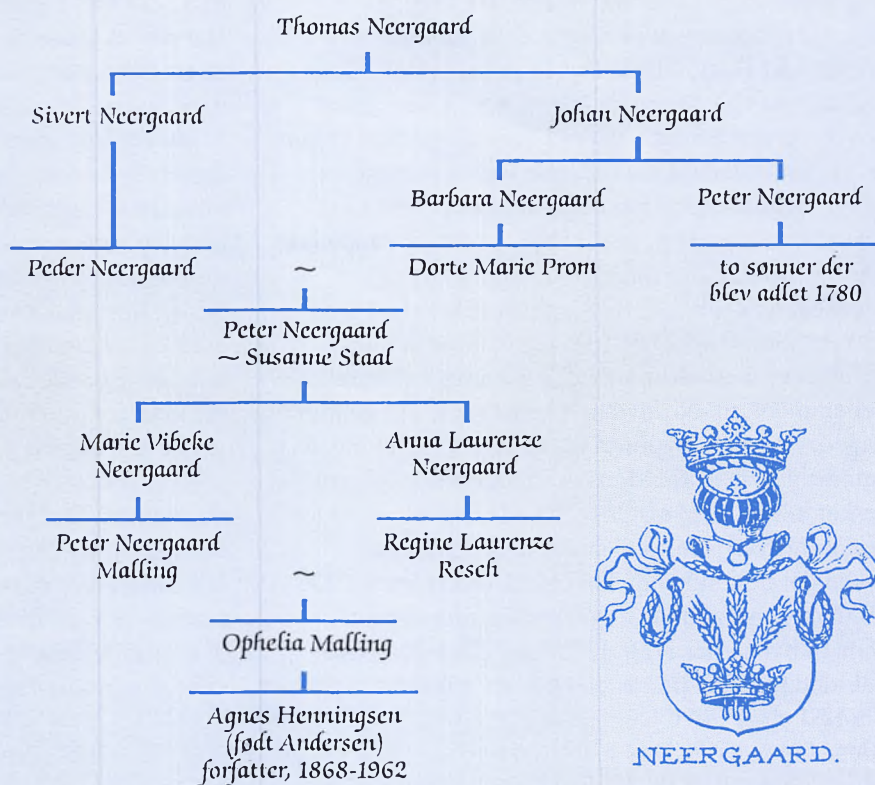 Thomas Neergaard
Sivert Neergaard
Johan Neergaard
Barbara Neergaard
Peter Neergaard
Peder Neergaard
~
Dorte Marie Prom
to sønner der
blev adlet 1780
Peter Neergaard
~ Susanne Staal
Marie Vibeke
Neergaard
Anna Laurenze
Neergaard
Peter Neergaard
Malling
~
Regine Laurenze
Resch
Ophelia Malling
Agnes Henningsen
(født Andersen)
forfatter, 1868-1962
NEERGAARD.